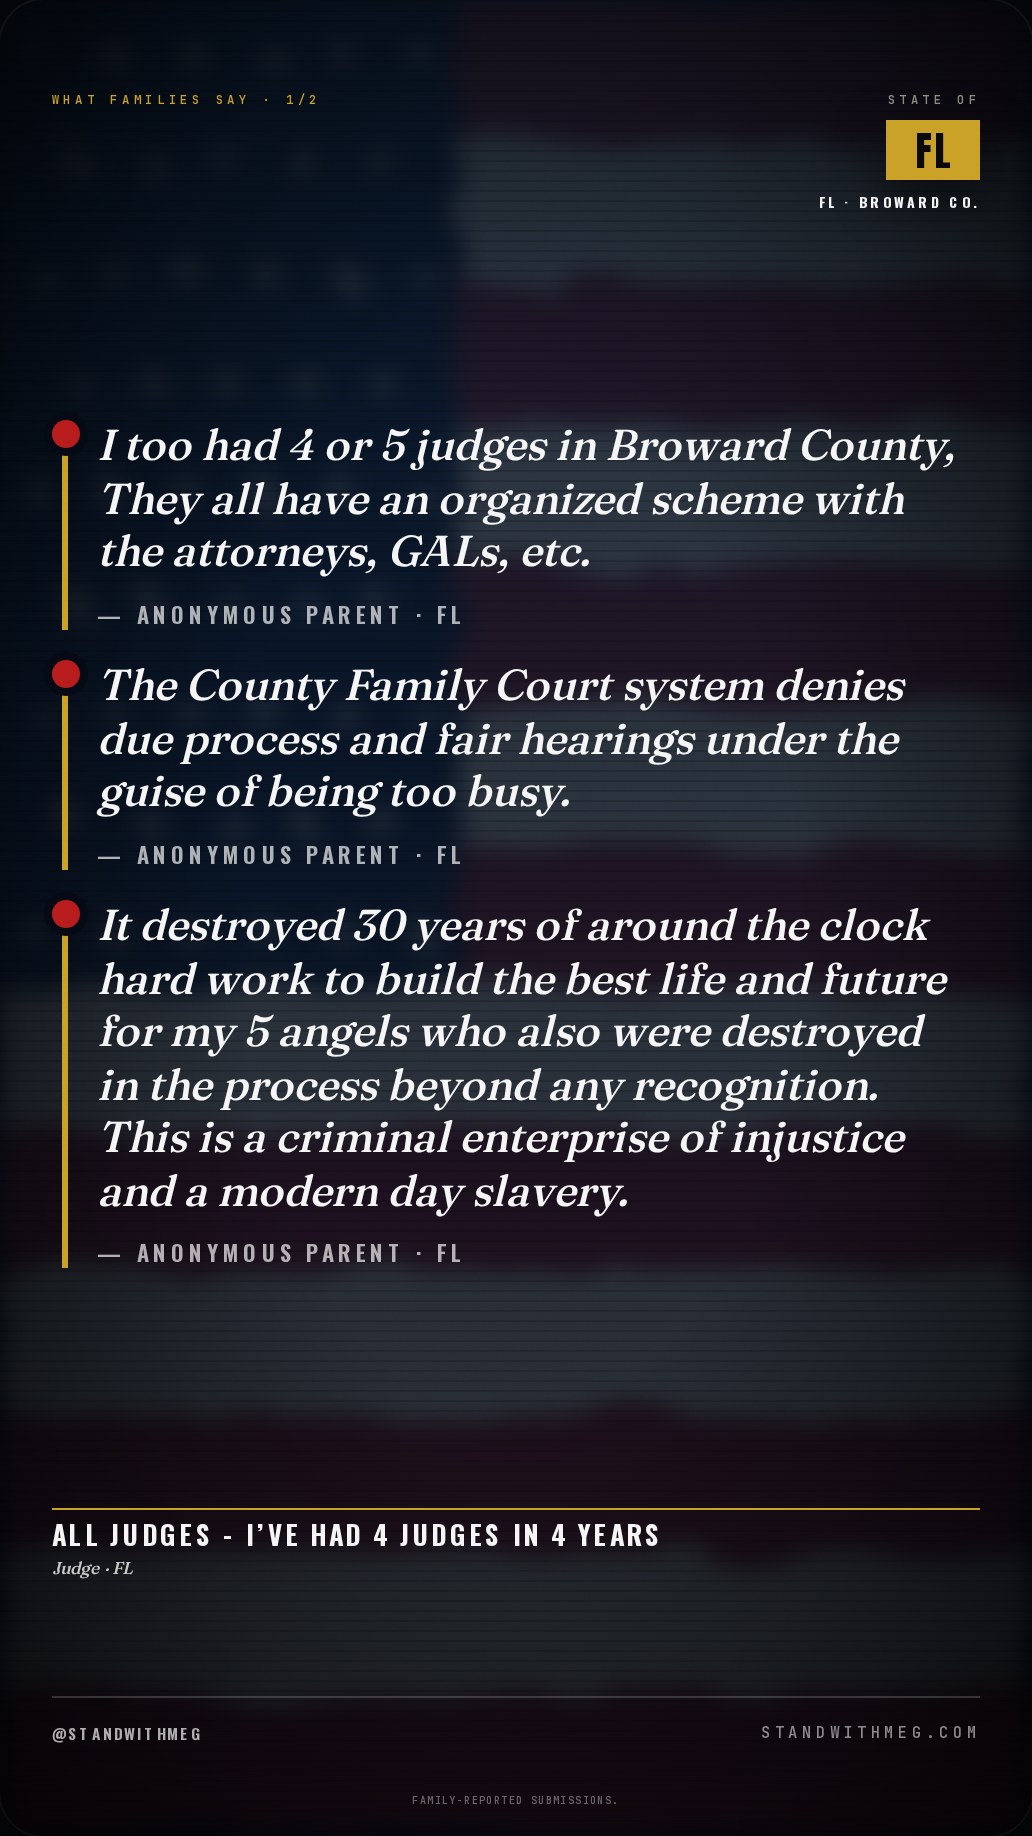 WHAT FAMILIES SAY · 1/2
STATE OF
FL
FL · BROWARD CO.
I too had 4 or 5 judges in Broward County,
They all have an organized scheme with
the attorneys, GALs, etc.
— ANONYMOUS PARENT · FL
The County Family Court system denies
due process and fair hearings under the
guise of being too busy.
— ANONYMOUS PARENT · FL
It destroyed 30 years of around the clock
hard work to build the best life and future
for my 5 angels who also were destroyed
in the process beyond any recognition.
This is a criminal enterprise of injustice
and a modern day slavery.
— ANONYMOUS PARENT · FL
ALL JUDGES - I’VE HAD 4 JUDGES IN 4 YEARS
Judge · FL
@STANDWITHMEG
STANDWITHMEG.COM
FAMILY-REPORTED SUBMISSIONS.